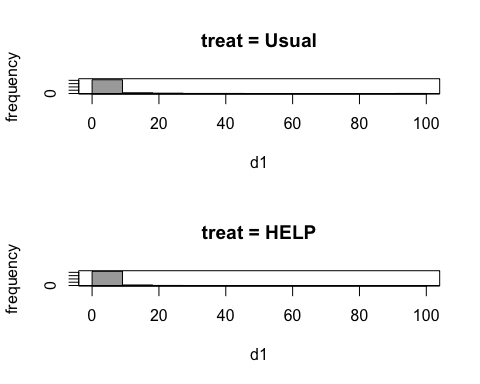 treat = Usual
frequency
0
0 20 40 60 80 100
d1
treat = HELP
frequency
0
0 20 40 60 80 100
d1